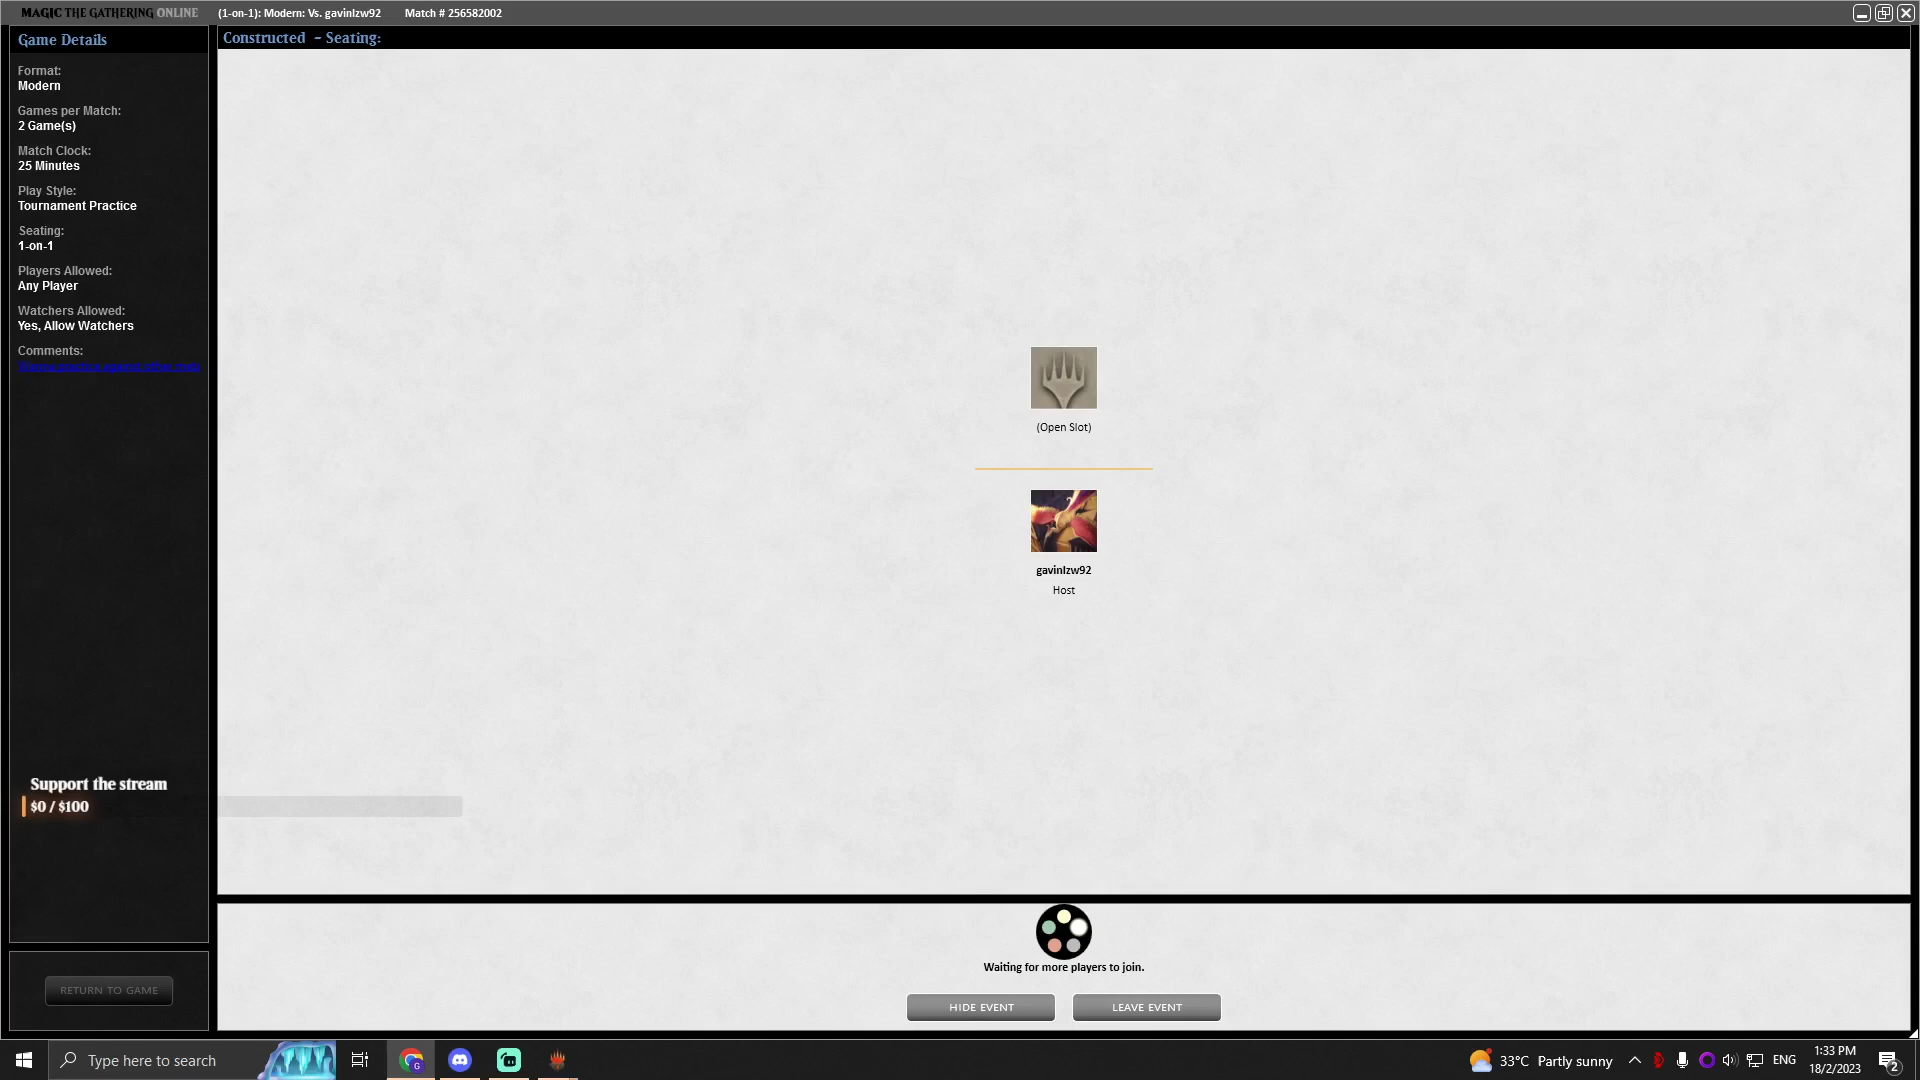 MAGIC THE GATHERING ONLINE
(1-on-1): Modern: Vs. gavinlzw92
Match # 256582002
Game Details
Format:
Modern
Games per Match:
2 Game(s)
Match Clock:
25 Minutes
Play Style:
Tournament Practice
Seating:
1-on-1
Players Allowed:
Any Player
Watchers Allowed:
Yes, Allow Watchers
Comments:
Support the stream
$0 / $100
RETURN TO GAME
Constructed - Seating:
(Open Slot)
gavinlzw92
Host
Waiting for more players to join.
HIDE EVENT
LEAVE EVENT
Type here to search
G
33°C Partly sunny
ENG
1:33 PM
18/2/2023
2